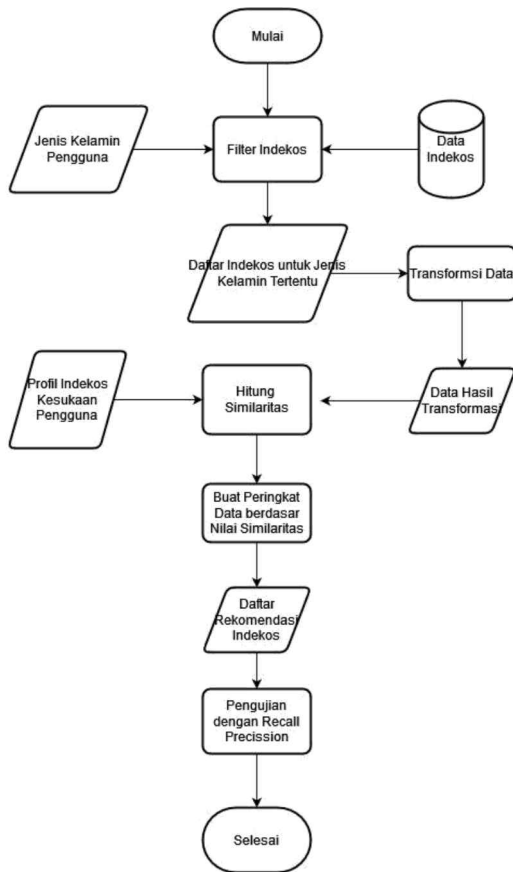 Mulai
Jenis Kelamin
Pengguna
Filter Indekos
Data
Indekos
Daftar Indekos untuk Jenis
Kelamin Tertentu
Transformsi Data
Profil Indekos
Kesukaan
Pengguna
Hitung
Similaritas
Data Hasil
Transformasi
Buat Peringkat
Data berdasar
Nilai Similaritas
Daftar
Rekomendasi
Indekos
Pengujian
dengan Recall
Precission
Selesai